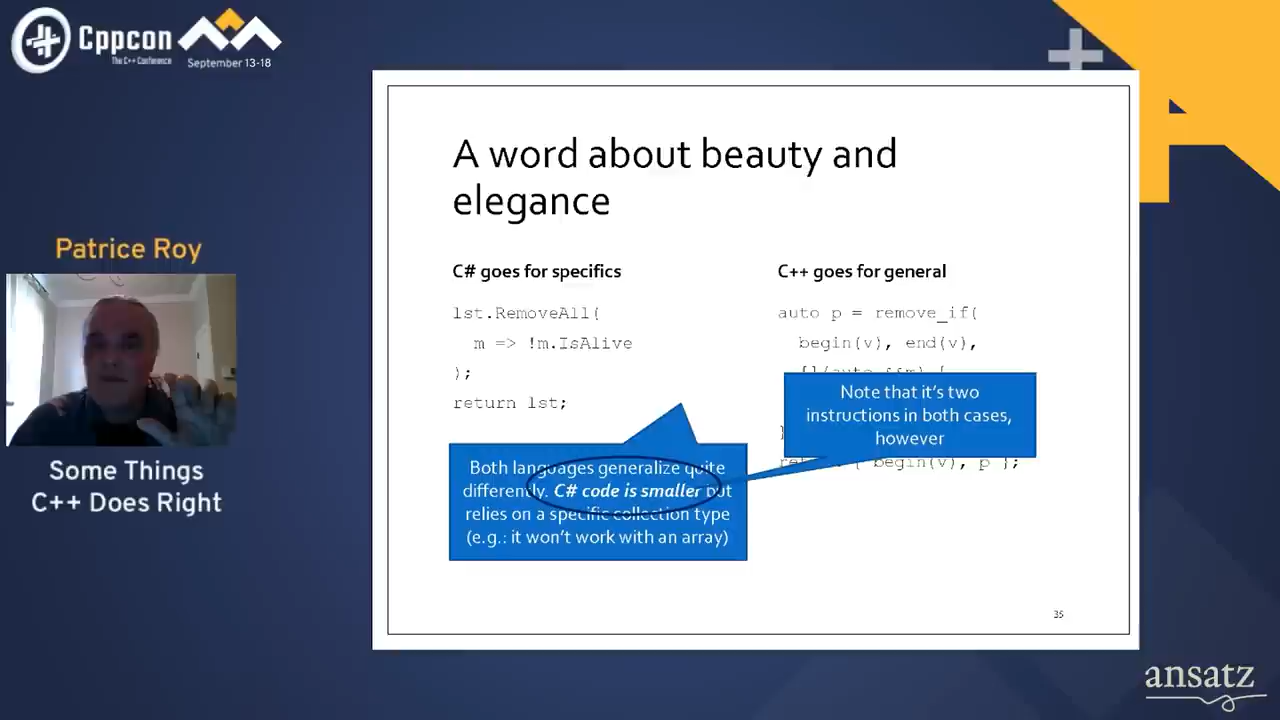 Cppcon
The C++ Conference
September 13-18
Patrice Roy
Some Things
C++ Does Right
A word about beauty and
elegance
C# goes for specifics
lst.RemoveAll(
m => !m.IsAlive
);
return lst;
Both languages generalize quite
differently. C# code is smaller but
relies on a specific collection type
(e.g.: it won't work with an array)
C++ goes for general
auto p = remove_if(
begin(v), end(v),
[](auto &&m) {
Note that it's two
instructions in both cases,
however
begin(v), p };
35
ansatz